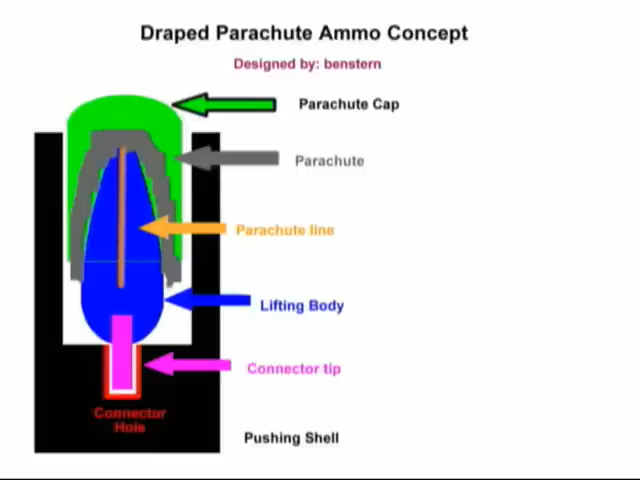 Draped Parachute Ammo Concept
Designed by: benstern
Parachute Cap
Parachute
Parachute line
Lifting Body
Connector tip
Connector
Hole
Pushing Shell